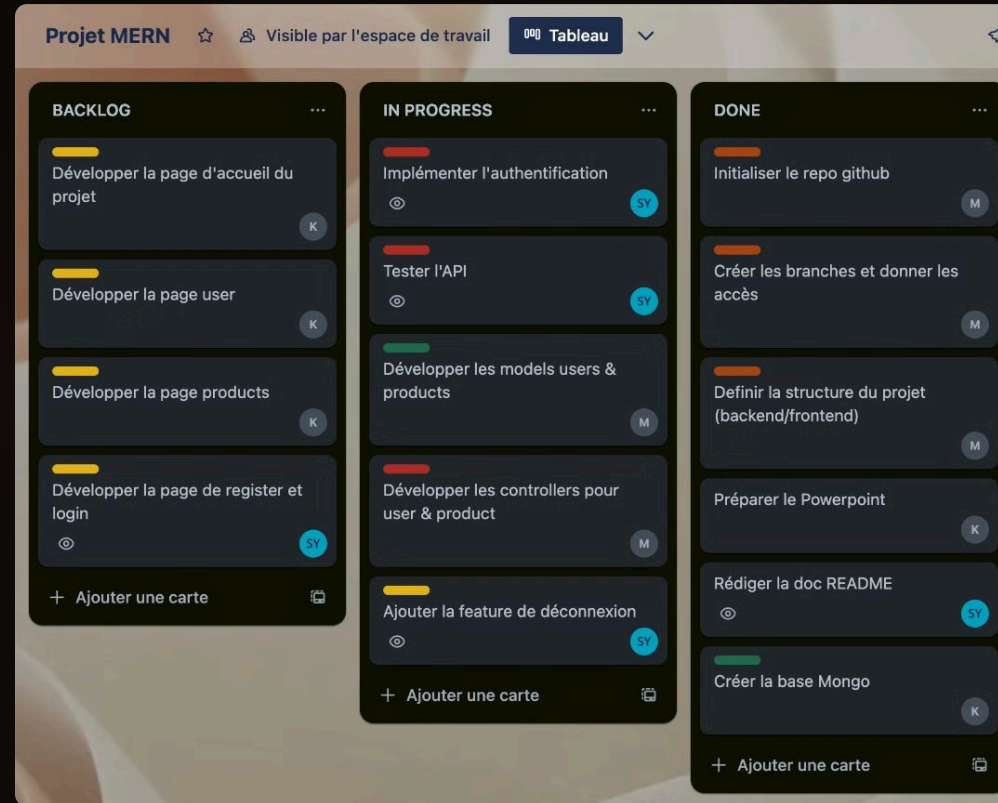 Projet MERN
Visible par l'espace de travail
Tableau
BACKLOG
Développer la page d'accueil du
projet
K
Développer la page user
K
Développer la page products
K
Développer la page de register et
login
SY
Ajouter une carte
IN PROGRESS
Implémenter l'authentification
SY
Tester l'API
SY
Développer les models users &
products
M
Développer les controllers pour
user & product
M
Ajouter la feature de déconnexion
SY
Ajouter une carte
DONE
Initialiser le repo github
M
Créer les branches et donner les
accès
M
Definir la structure du projet
(backend/frontend)
M
Préparer le Powerpoint
K
Rédiger la doc README
SY
Créer la base Mongo
K
Ajouter une carte